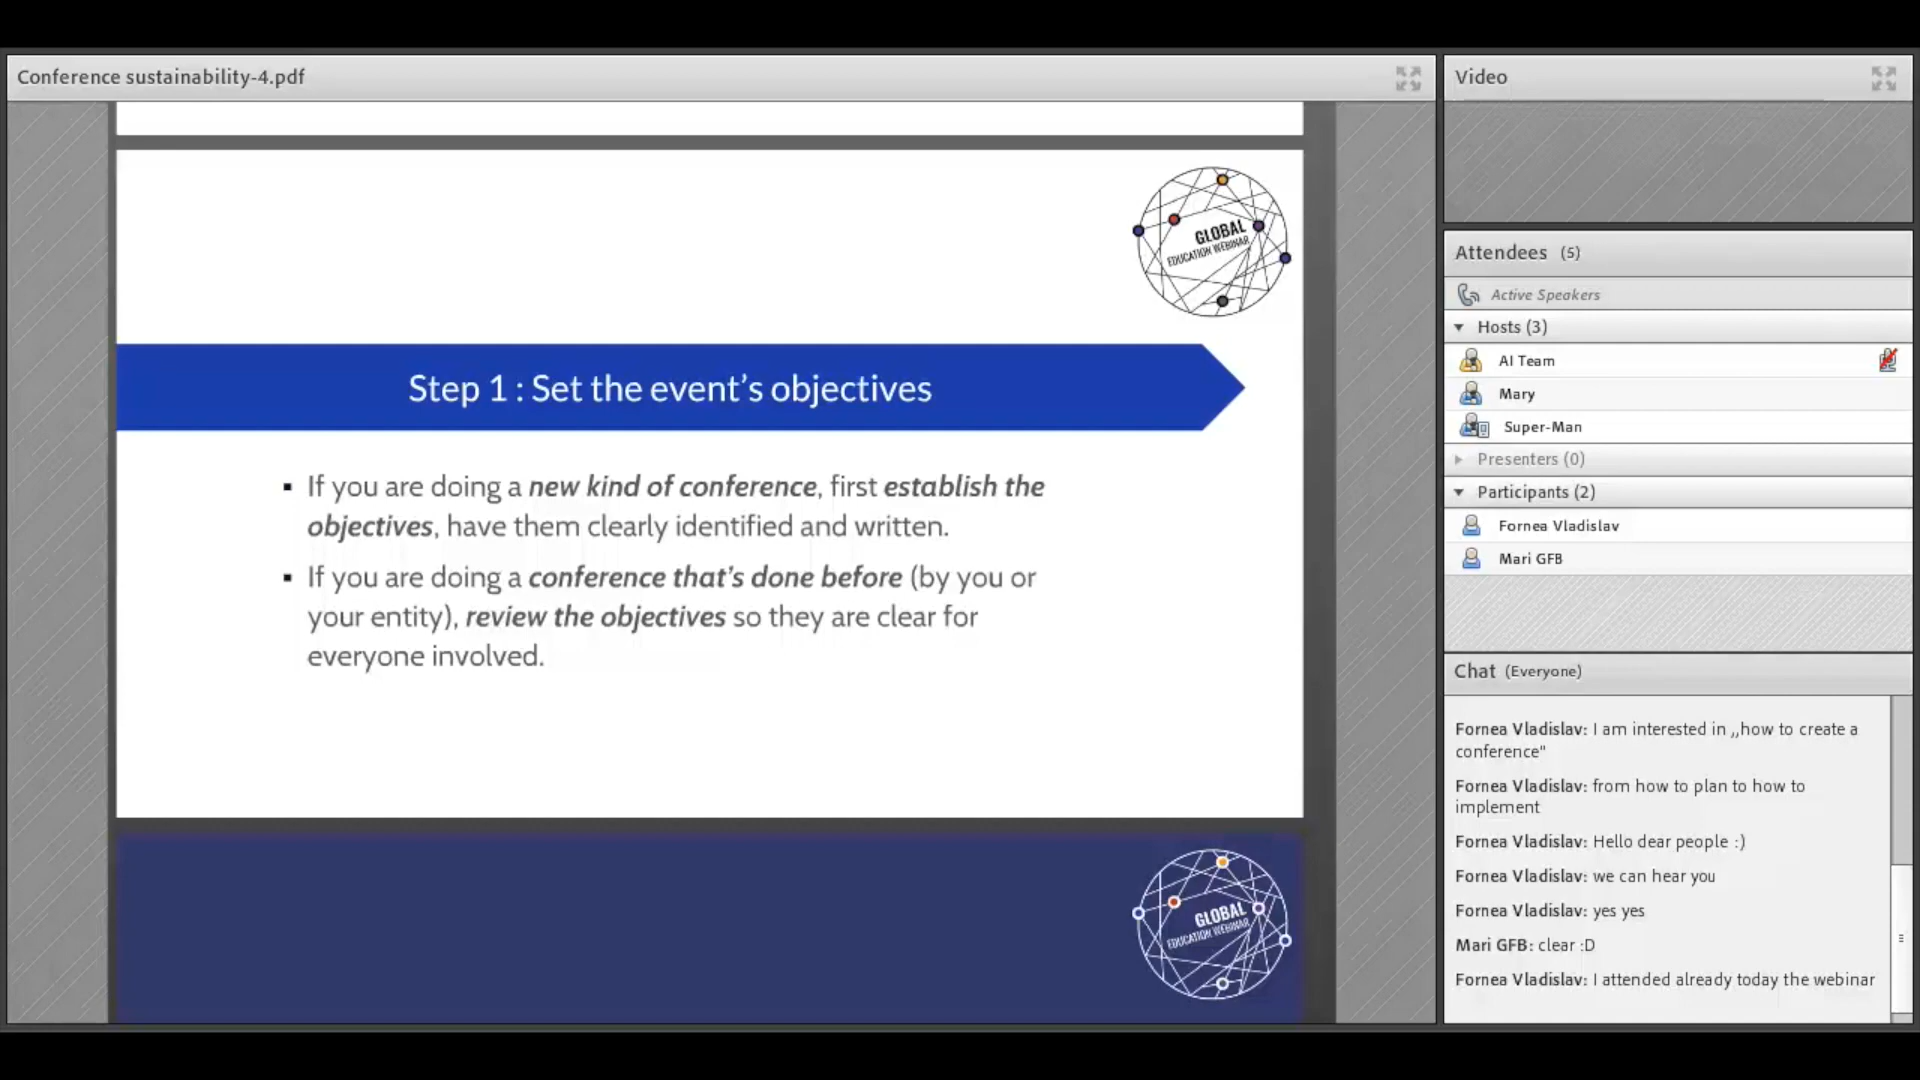 Conference sustainability-4.pdf
GLOBAL
EDUCATION WEBINAR
Step 1 : Set the event’s objectives
▪ If you are doing a new kind of conference, first establish the
objectives, have them clearly identified and written.
▪ If you are doing a conference that’s done before (by you or
your entity), review the objectives so they are clear for
everyone involved.
GLOBAL
EDUCATION WEBINAR
Video
Attendees (5)
Active Speakers
Hosts (3)
AI Team
Mary
Super-Man
Presenters (0)
Participants (2)
Fornea Vladislav
Mari GFB
Chat (Everyone)
Fornea Vladislav: I am interested in ,,how to create a
conference"
Fornea Vladislav: from how to plan to how to
implement
Fornea Vladislav: Hello dear people :)
Fornea Vladislav: we can hear you
Fornea Vladislav: yes yes
Mari GFB: clear :D
Fornea Vladislav: I attended already today the webinar